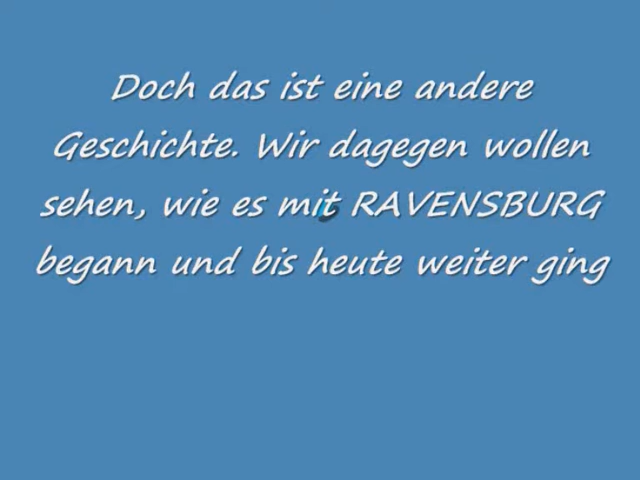 Doch das ist eine andere
Geschichte. Wir dagegen wollen
sehen, wie es mit RAVENSBURG
begann und bis heute weiter ging